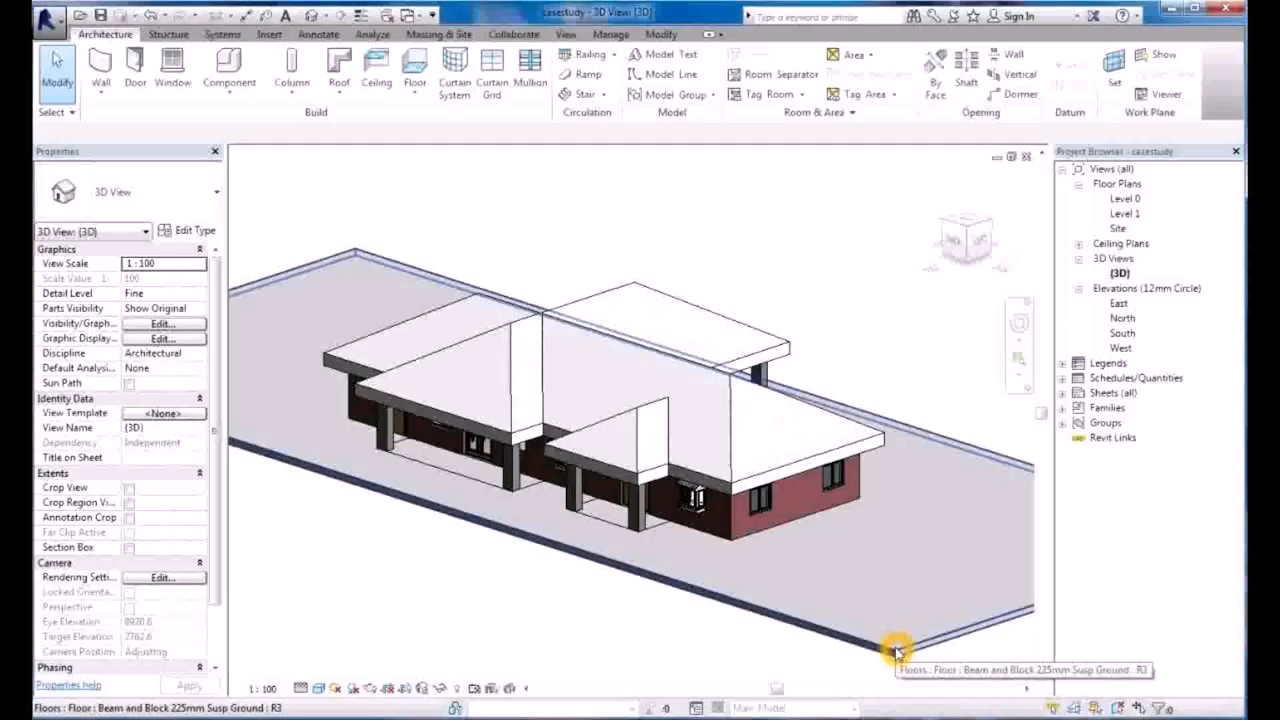 casestudy - 3D View: {3D}
Type a keyword or phrase
Sign In
Architecture Structure Systems Insert Annotate Analyze Massing & Site Collaborate View Manage Modify
Modify Wall Door Window Component Column Roof Ceiling Floor Curtain System Curtain Grid Mullion
Railing
Ramp
Stair
Model Text
Model Line
Model Group
Room Separator
Tag Room
Area
Tag Area
By Face
Shaft
Wall
Vertical
Dormer
Set
Show
Viewer
Select Build Circulation Model Room & Area Opening Datum Work Plane
Properties
3D View
3D View: {3D} Edit Type
Graphics
View Scale 1 : 100
Scale Value 1: 100
Detail Level Fine
Parts Visibility Show Original
Visibility/Graph... Edit...
Graphic Display... Edit...
Discipline Architectural
Default Analysi... None
Sun Path
Identity Data
View Template <None>
View Name {3D}
Dependency Independent
Title on Sheet
Extents
Crop View
Crop Region Vi...
Annotation Crop
Far Clip Active
Section Box
Camera
Rendering Setti... Edit...
Locked Orienta...
Perspective
Eye Elevation 8920.6
Target Elevation 2762.6
Camera Position Adjusting
Phasing
Properties help Apply
Project Browser - casestudy
Views (all)
Floor Plans
Level 0
Level 1
Site
Ceiling Plans
3D Views
{3D}
Elevations (12mm Circle)
East
North
South
West
Legends
Schedules/Quantities
Sheets (all)
Families
Groups
Revit Links
Floors : Floor : Beam and Block 225mm Susp Ground : R3
1 : 100
Floors : Floor : Beam and Block 225mm Susp Ground : R3
:0
Main Model
:0